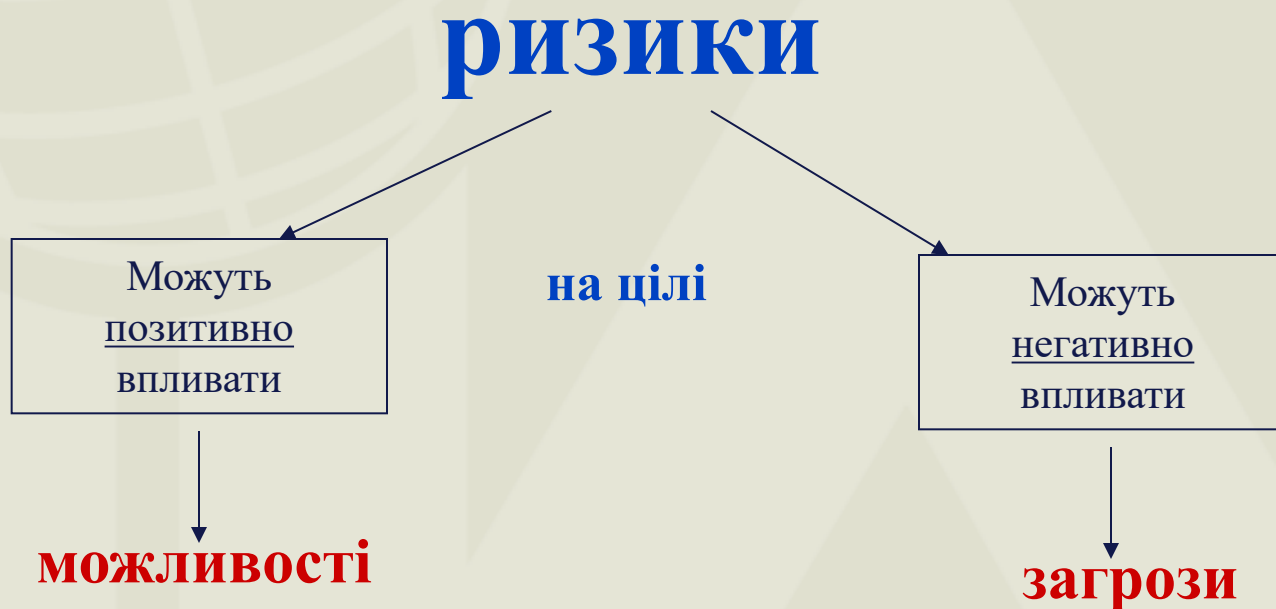 ризики
Можуть
позитивно
впливати
на цілі
Можуть
негативно
впливати
можливості
загрози